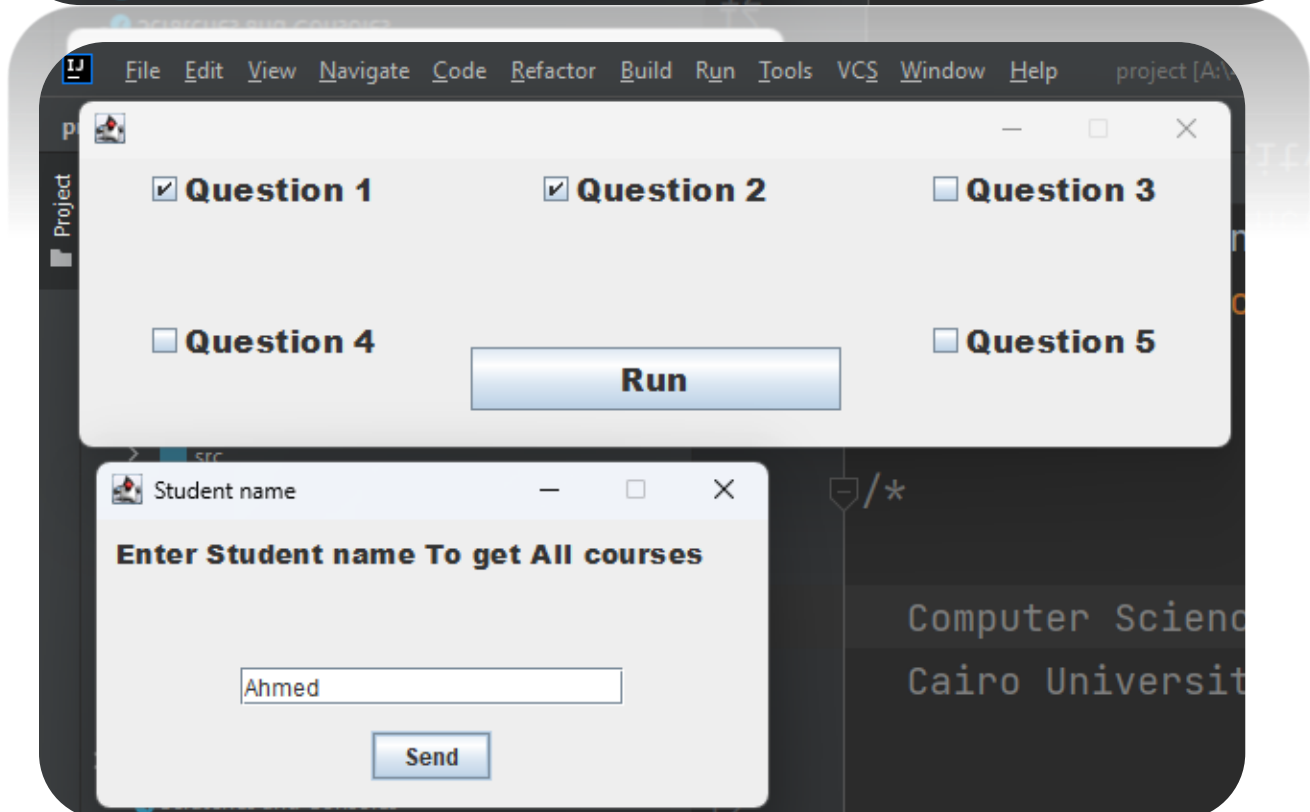 IJ File Edit View Navigate Code Refactor Build Run Tools VCS Window Help project [A:\
Project
Question 1 Question 2 Question 3
Question 4 Question 5
Run
src
Student name
Enter Student name To get All courses
Ahmed
Send
/*
Computer Scienc
Cairo Universit